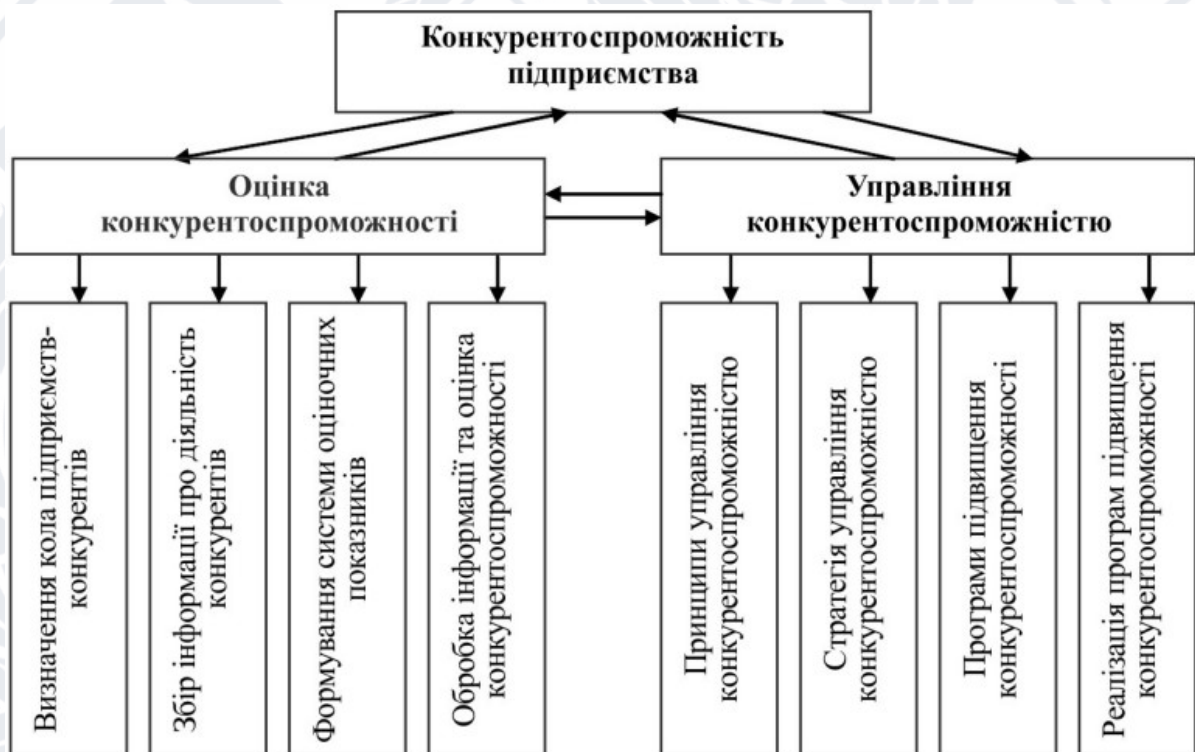 Конкурентоспроможність
підприємства
Оцінка
конкурентоспроможності
Управління
конкурентоспроможністю
Визначення кола підприємств-
конкурентів
Збір інформації про діяльність
конкурентів
Формування системи оціночних
показників
Обробка інформації та оцінка
конкурентоспроможності
Принципи управління
конкурентоспроможністю
Стратегія управління
конкурентоспроможністю
Програми підвищення
конкурентоспроможності
Реалізація програм підвищення
конкурентоспроможності